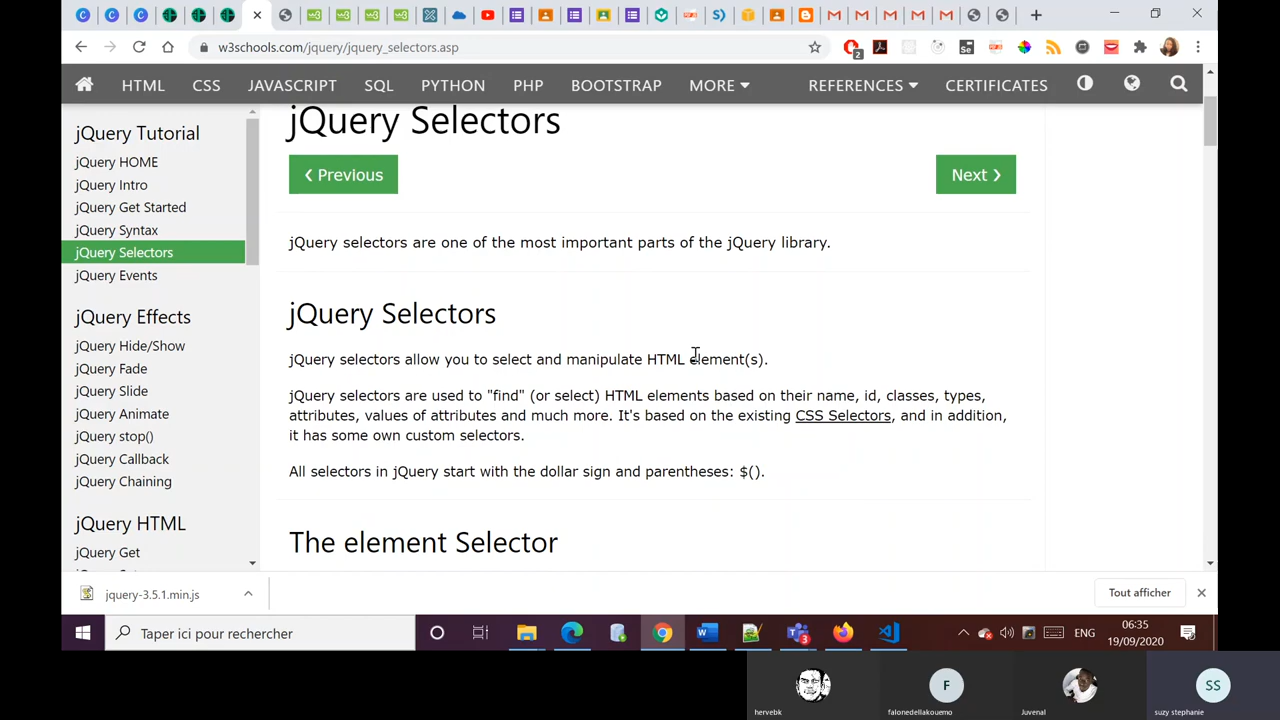 w3schools.com/jquery/jquery_selectors.asp
2
HTML CSS JAVASCRIPT SQL PYTHON PHP BOOTSTRAP MORE REFERENCES CERTIFICATES
jQuery Tutorial
jQuery HOME
jQuery Intro
jQuery Get Started
jQuery Syntax
jQuery Selectors
jQuery Events
jQuery Effects
jQuery Hide/Show
jQuery Fade
jQuery Slide
jQuery Animate
jQuery stop()
jQuery Callback
jQuery Chaining
jQuery HTML
jQuery Get
jQuery Selectors
❮ Previous
Next ❯
jQuery selectors are one of the most important parts of the jQuery library.
jQuery Selectors
jQuery selectors allow you to select and manipulate HTML element(s).
jQuery selectors are used to "find" (or select) HTML elements based on their name, id, classes, types,
attributes, values of attributes and much more. It's based on the existing CSS Selectors, and in addition,
it has some own custom selectors.
All selectors in jQuery start with the dollar sign and parentheses: $().
The element Selector
jquery-3.5.1.min.js
Tout afficher
Taper ici pour rechercher
3
ENG
06:35
19/09/2020
hervebk
F
falonedellakouemo
Juvenal
SS
suzy stephanie